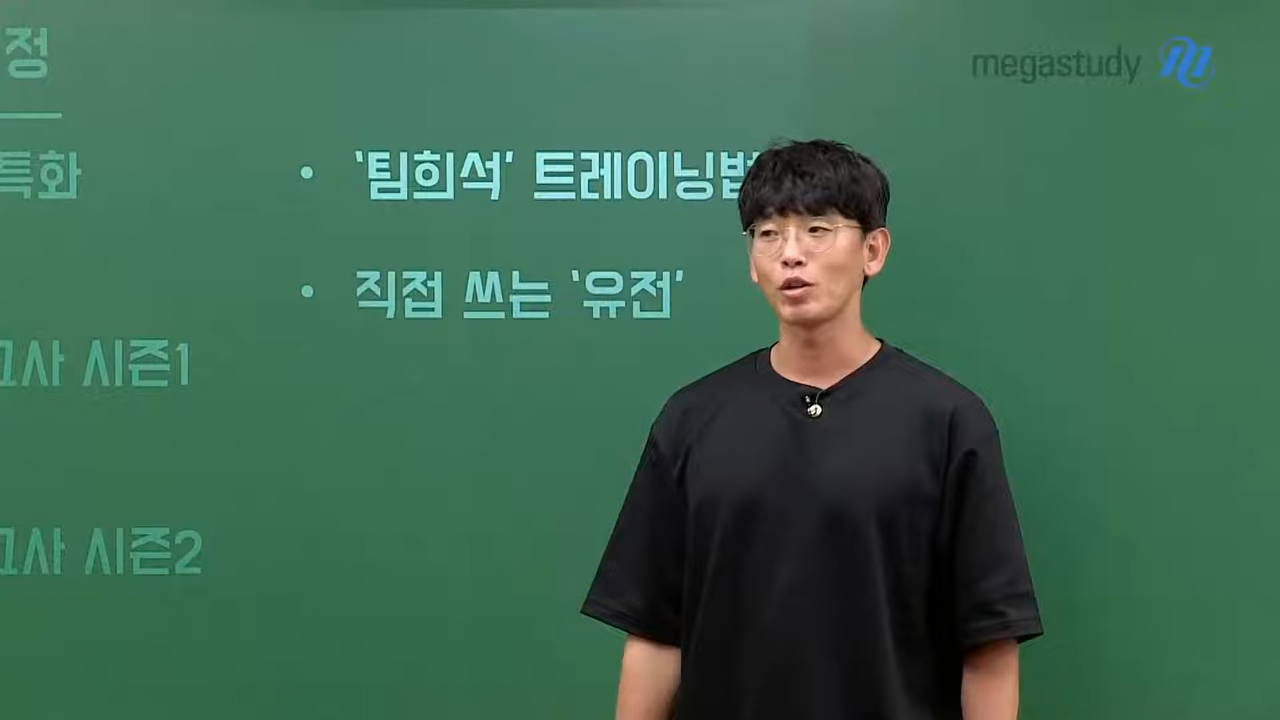 정
megastudy
특화
• '팀희석' 트레이닝법
• 직접 쓰는 '유전'
고사 시즌1
고사 시즌2